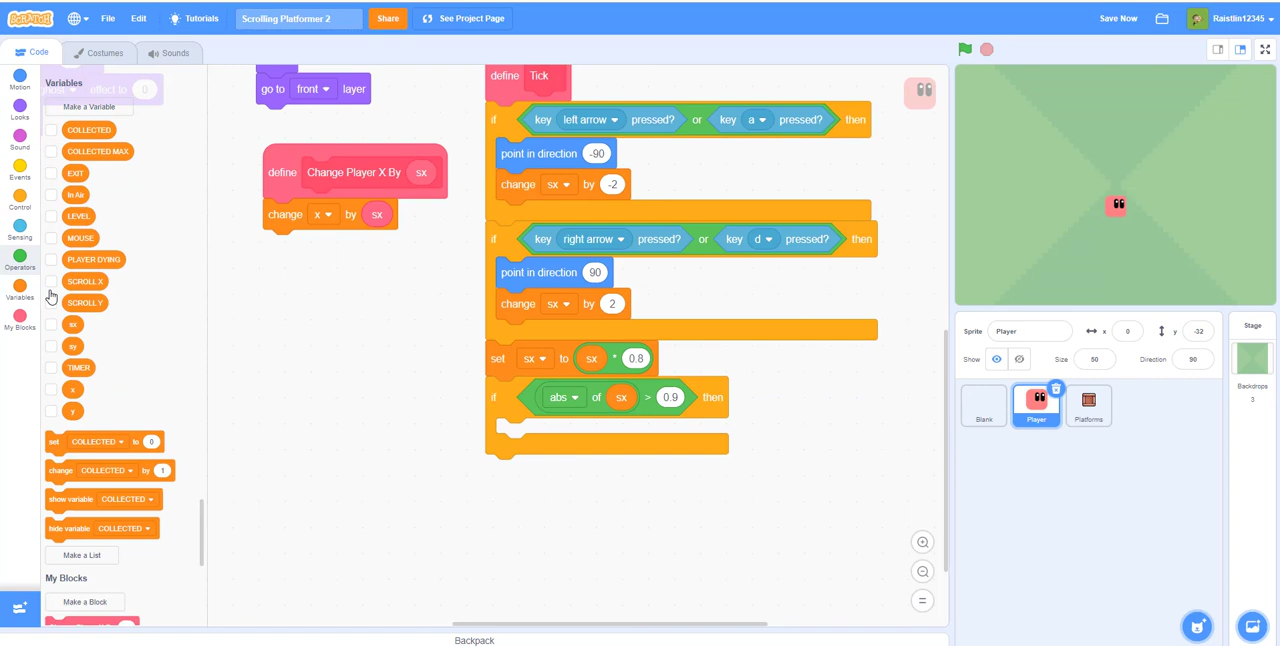 SCRATCH File Edit Tutorials Scrolling Platformer 2 Share See Project Page Save Now Raistlin12345
Code Costumes Sounds
Motion
Looks
Sound
Events
Control
Sensing
Operators
Variables
My Blocks
Variables
effect to 0
Make a Variable
COLLECTED
COLLECTED MAX
EXIT
In Air
LEVEL
MOUSE
PLAYER DYING
SCROLL X
SCROLL Y
sx
sy
TIMER
x
y
set COLLECTED to 0
change COLLECTED by 1
show variable COLLECTED
hide variable COLLECTED
Make a List
My Blocks
Make a Block
go to front layer
define Change Player X By sx
change x by sx
define Tick
if key left arrow pressed? or key a pressed? then
point in direction -90
change sx by -2
if key right arrow pressed? or key d pressed? then
point in direction 90
change sx by 2
set sx to sx * 0.8
if abs of sx > 0.9 then
Backpack
Sprite Player x 0 y -32
Show Size 50 Direction 90
Blank Player Platforms
Stage
Backdrops
3